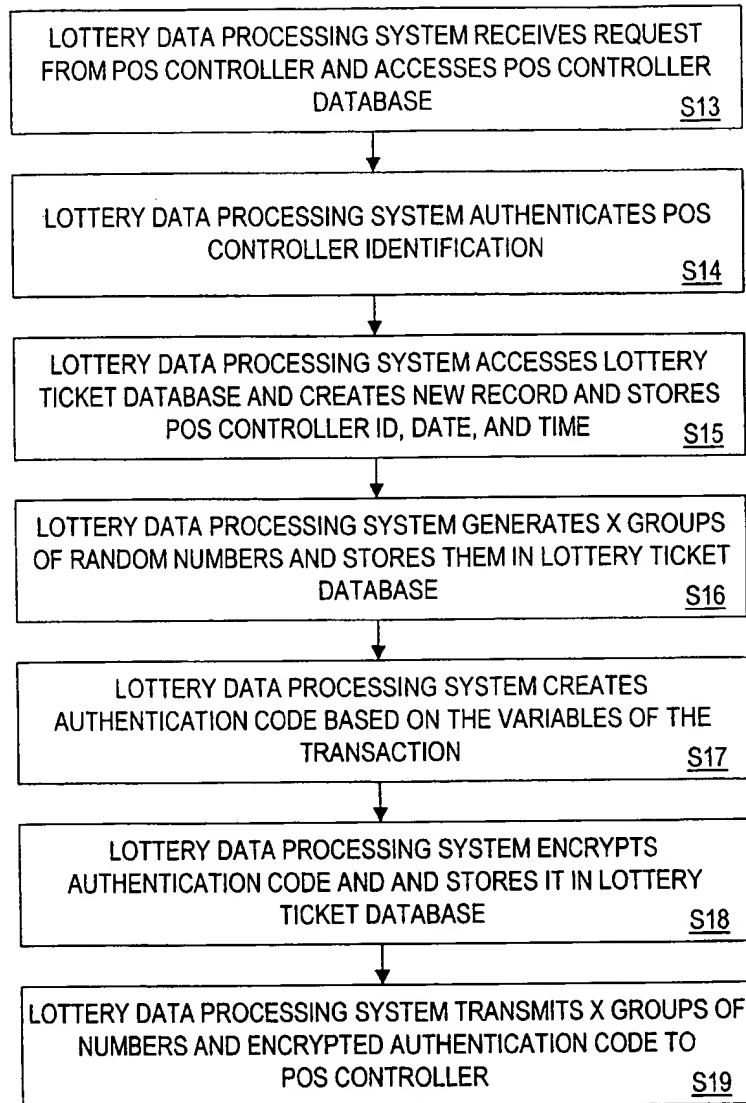 LOTTERY DATA PROCESSING SYSTEM RECEIVES REQUEST
FROM POS CONTROLLER AND ACCESSES POS CONTROLLER
DATABASE
S13
LOTTERY DATA PROCESSING SYSTEM AUTHENTICATES POS
CONTROLLER IDENTIFICATION
S14
LOTTERY DATA PROCESSING SYSTEM ACCESSES LOTTERY
TICKET DATABASE AND CREATES NEW RECORD AND STORES
POS CONTROLLER ID, DATE, AND TIME
S15
LOTTERY DATA PROCESSING SYSTEM GENERATES X GROUPS
OF RANDOM NUMBERS AND STORES THEM IN LOTTERY TICKET
DATABASE
S16
LOTTERY DATA PROCESSING SYSTEM CREATES
AUTHENTICATION CODE BASED ON THE VARIABLES OF THE
TRANSACTION
S17
LOTTERY DATA PROCESSING SYSTEM ENCRYPTS
AUTHENTICATION CODE AND AND STORES IT IN LOTTERY
TICKET DATABASE
S18
LOTTERY DATA PROCESSING SYSTEM TRANSMITS X GROUPS OF
NUMBERS AND ENCRYPTED AUTHENTICATION CODE TO
POS CONTROLLER
S19